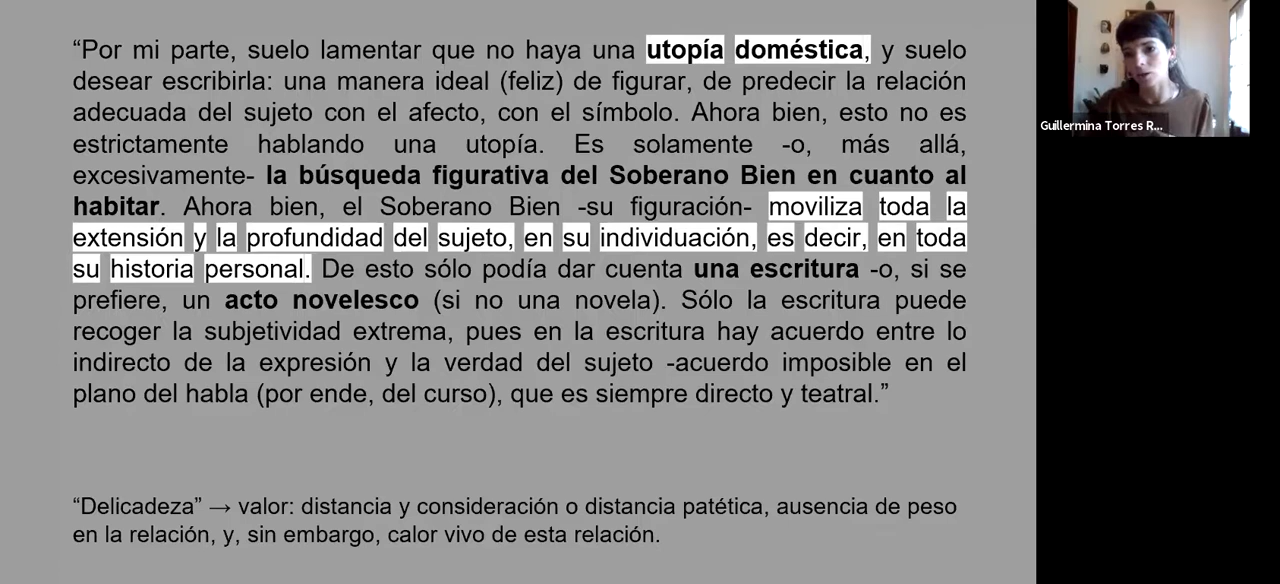 “Por mi parte, suelo lamentar que no haya una utopía doméstica, y suelo
desear escribirla: una manera ideal (feliz) de figurar, de predecir la relación
adecuada del sujeto con el afecto, con el símbolo. Ahora bien, esto no es
estrictamente hablando una utopía. Es solamente -o, más allá,
excesivamente- la búsqueda figurativa del Soberano Bien en cuanto al
habitar. Ahora bien, el Soberano Bien -su figuración- moviliza toda la
extensión y la profundidad del sujeto, en su individuación, es decir, en toda
su historia personal. De esto sólo podía dar cuenta una escritura -o, si se
prefiere, un acto novelesco (si no una novela). Sólo la escritura puede
recoger la subjetividad extrema, pues en la escritura hay acuerdo entre lo
indirecto de la expresión y la verdad del sujeto -acuerdo imposible en el
plano del habla (por ende, del curso), que es siempre directo y teatral.”
“Delicadeza” → valor: distancia y consideración o distancia patética, ausencia de peso
en la relación, y, sin embargo, calor vivo de esta relación.
Guillermina Torres R...